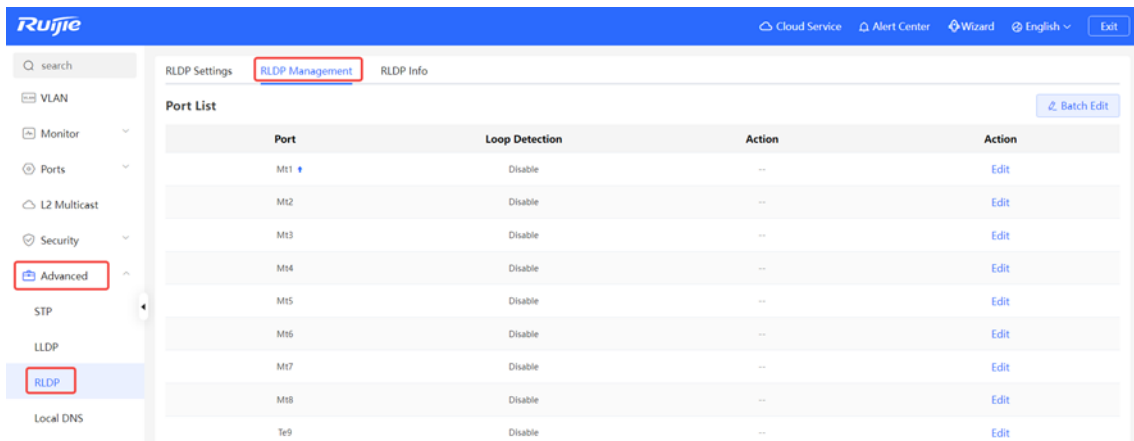 Ruijie
Cloud Service Alert Center Wizard English Exit
search
VLAN
Monitor
Ports
L2 Multicast
Security
Advanced
STP
LLDP
RLDP
Local DNS
RLDP Settings RLDP Management RLDP Info
Port List Batch Edit
Port Loop Detection Action Action
Mt1 Disable -- Edit
Mt2 Disable -- Edit
Mt3 Disable -- Edit
Mt4 Disable -- Edit
Mt5 Disable -- Edit
Mt6 Disable -- Edit
Mt7 Disable -- Edit
Mt8 Disable -- Edit
Te9 Disable -- Edit